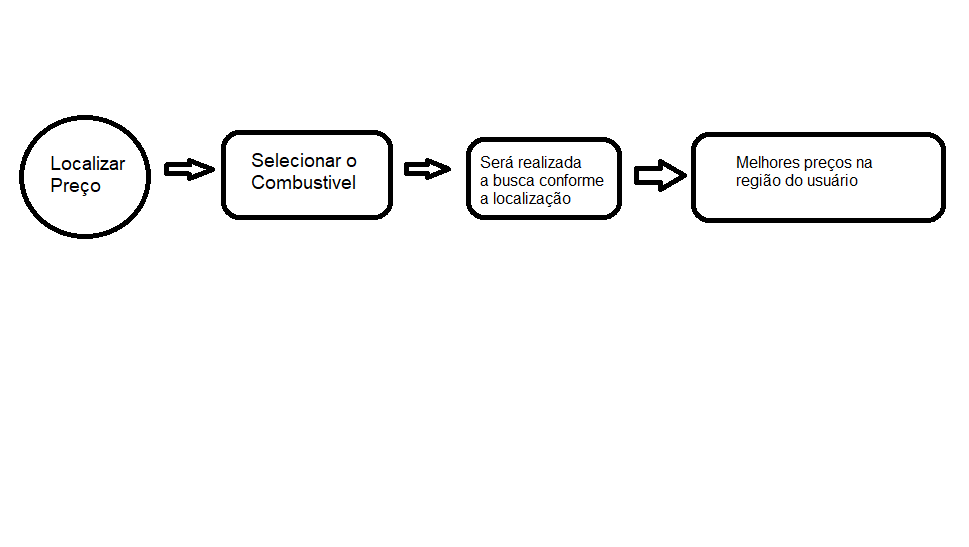 Localizar
Preço
Selecionar o
Combustivel
Será realizada
a busca conforme
a localização
Melhores preços na
região do usuário